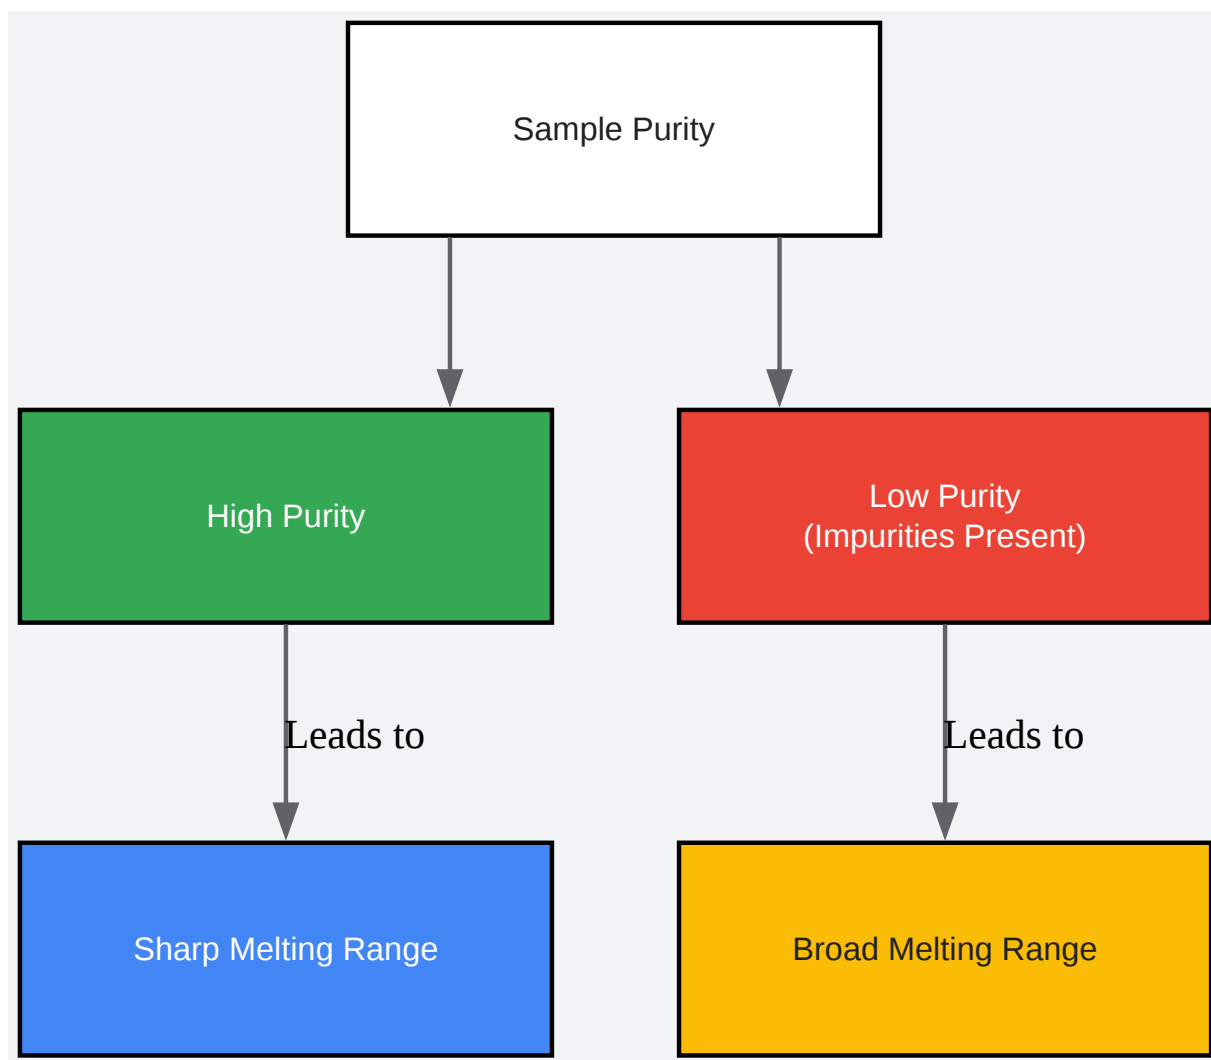 Sample Purity
High Purity
Low Purity
(Impurities Present)
Leads to
Leads to
Sharp Melting Range
Broad Melting Range